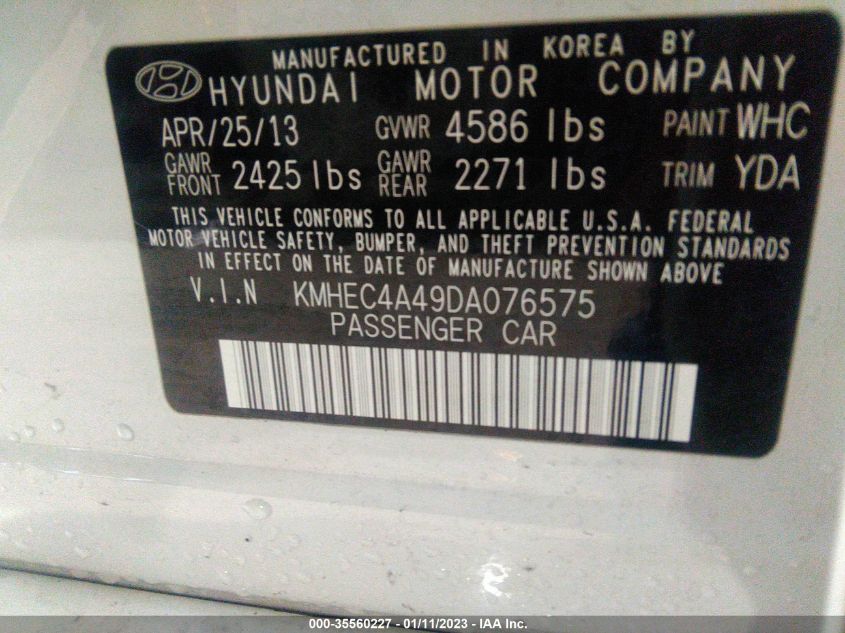 MANUFACTURED IN KOREA BY
HYUNDAI MOTOR COMPANY
APR/25/13 GVWR 4586 lbs PAINT WHC
GAWR FRONT 2425 lbs GAWR REAR 2271 lbs TRIM YDA
THIS VEHICLE CONFORMS TO ALL APPLICABLE U.S.A. FEDERAL
MOTOR VEHICLE SAFETY, BUMPER, AND THEFT PREVENTION STANDARDS
IN EFFECT ON THE DATE OF MANUFACTURE SHOWN ABOVE
V.I.N KMHEC4A49DA076575
PASSENGER CAR
000-35560227 - 01/11/2023 - IAA Inc.